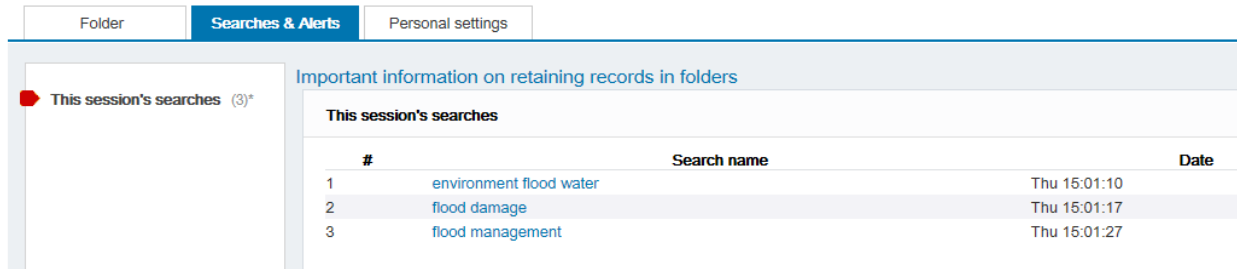 Folder Searches & Alerts Personal settings
Important information on retaining records in folders
This session's searches (3)*
This session's searches
# Search name Date
1 environment flood water Thu 15:01:10
2 flood damage Thu 15:01:17
3 flood management Thu 15:01:27